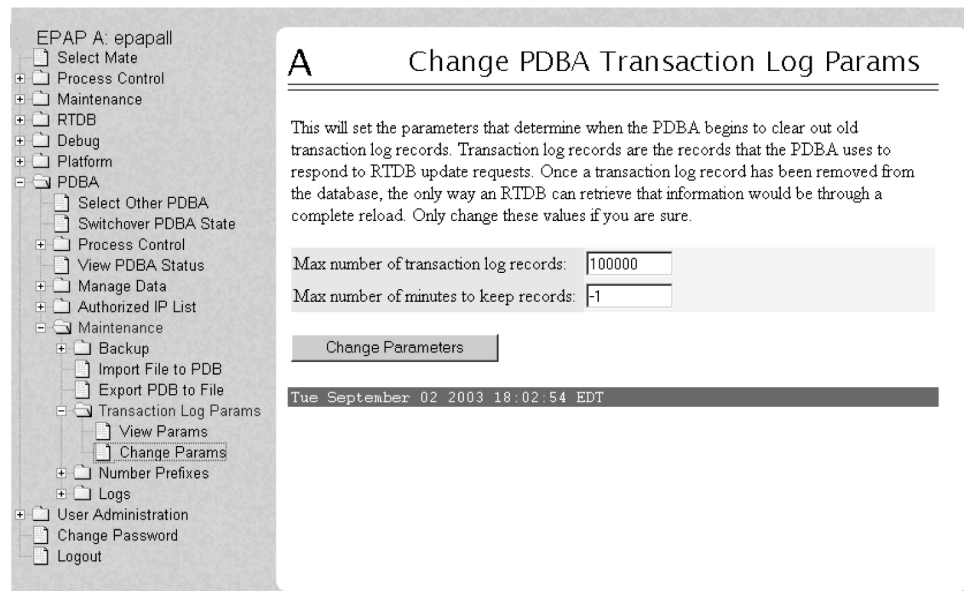 EPAP A: epapall
Select Mate
Process Control
Maintenance
RTDB
Debug
Platform
PDBA
Select Other PDBA
Switchover PDBA State
Process Control
View PDBA Status
Manage Data
Authorized IP List
Maintenance
Backup
Import File to PDB
Export PDB to File
Transaction Log Params
View Params
Change Params
Number Prefixes
Logs
User Administration
Change Password
Logout
A
Change PDBA Transaction Log Params
This will set the parameters that determine when the PDBA begins to clear out old
transaction log records. Transaction log records are the records that the PDBA uses to
respond to RTDB update requests. Once a transaction log record has been removed from
the database, the only way an RTDB can retrieve that information would be through a
complete reload. Only change these values if you are sure.
Max number of transaction log records: 100000
Max number of minutes to keep records: -1
Change Parameters
Tue September 02 2003 18:02:54 EDT